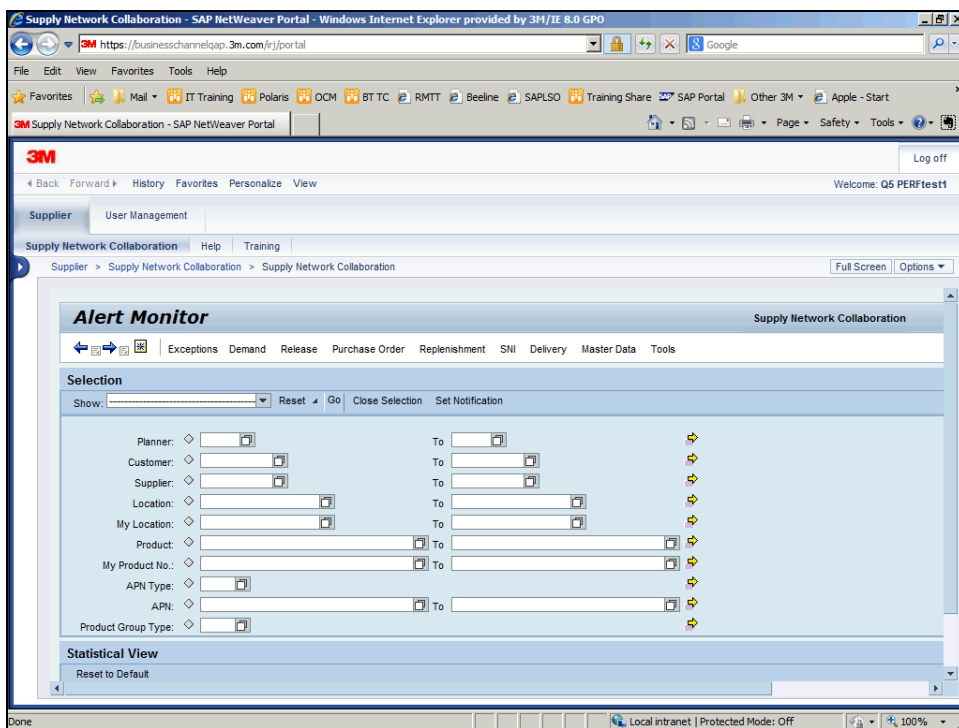 Supply Network Collaboration - SAP NetWeaver Portal - Windows Internet Explorer provided by 3M/IE 8.0 GPO
3M https://businesschannelqap.3m.com/irj/portal
Google
File Edit View Favorites Tools Help
Favorites Mail IT Training Polaris OCM BT TC RMTT Beeline SAPLSO Training Share SAP Portal Other 3M Apple - Start
3M Supply Network Collaboration - SAP NetWeaver Portal
Page Safety Tools
3M
Log off
Back Forward History Favorites Personalize View
Welcome: Q5 PERFtest1
Supplier User Management
Supply Network Collaboration Help Training
Supplier > Supply Network Collaboration > Supply Network Collaboration
Full Screen Options
Alert Monitor
Supply Network Collaboration
Exceptions Demand Release Purchase Order Replenishment SNI Delivery Master Data Tools
Selection
Show: Reset Go Close Selection Set Notification
Planner: To
Customer: To
Supplier: To
Location: To
My Location: To
Product: To
My Product No.: To
APN Type:
APN: To
Product Group Type:
Statistical View
Reset to Default
Done
Local intranet | Protected Mode: Off
100%